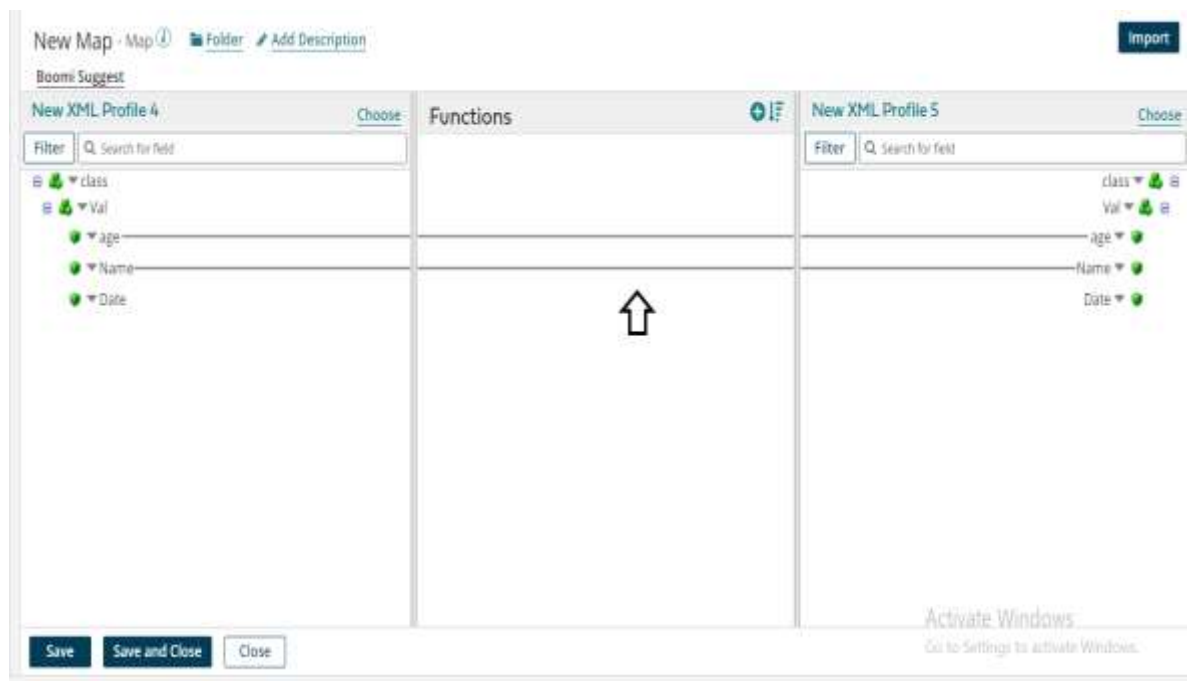 New Map - Map Folder Add Description
Import
Boomi Suggest
New XML Profile 4 Choose
Filter Search for field
class
Val
age
Name
Date
Functions
New XML Profile 5 Choose
Filter Search for field
class
Val
age
Name
Date
Activate Windows
Go to Settings to activate Windows.
Save Save and Close Close